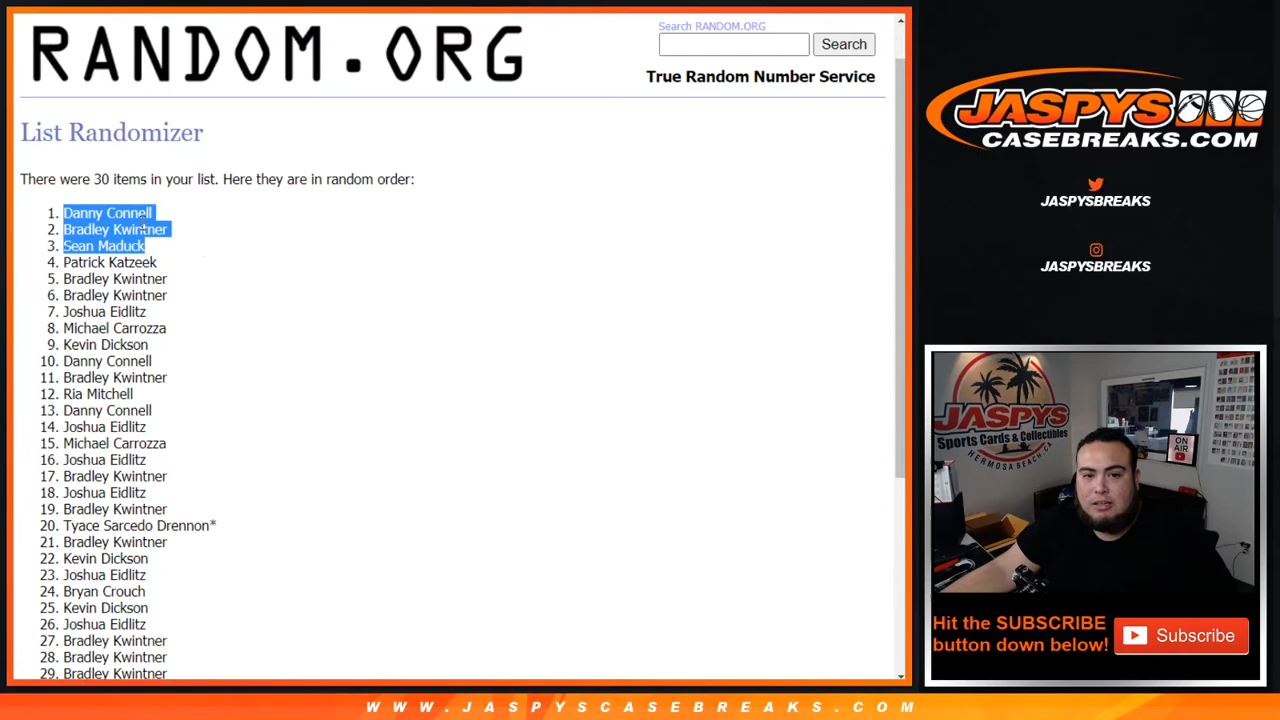 RANDOM.ORG
Search RANDOM.ORG
Search
True Random Number Service
List Randomizer
There were 30 items in your list. Here they are in random order:
1. Danny Connell
2. Bradley Kwintner
3. Sean Maduck
4. Patrick Katzeek
5. Bradley Kwintner
6. Bradley Kwintner
7. Joshua Eidlitz
8. Michael Carrozza
9. Kevin Dickson
10. Danny Connell
11. Bradley Kwintner
12. Ria Mitchell
13. Danny Connell
14. Joshua Eidlitz
15. Michael Carrozza
16. Joshua Eidlitz
17. Bradley Kwintner
18. Joshua Eidlitz
19. Bradley Kwintner
20. Tyace Sarcedo Drennon*
21. Bradley Kwintner
22. Kevin Dickson
23. Joshua Eidlitz
24. Bryan Crouch
25. Kevin Dickson
26. Joshua Eidlitz
27. Bradley Kwintner
28. Bradley Kwintner
29. Bradley Kwintner
JASPYS
CASEBREAKS.COM
JASPYSBREAKS
JASPYSBREAKS
JASPYS
Sports Cards & Collectibles
HERMOSA BEACH, CA
ON
AIR
Hit the SUBSCRIBE
button down below!
Subscribe
WWW.JASPYSCASEBREAKS.COM